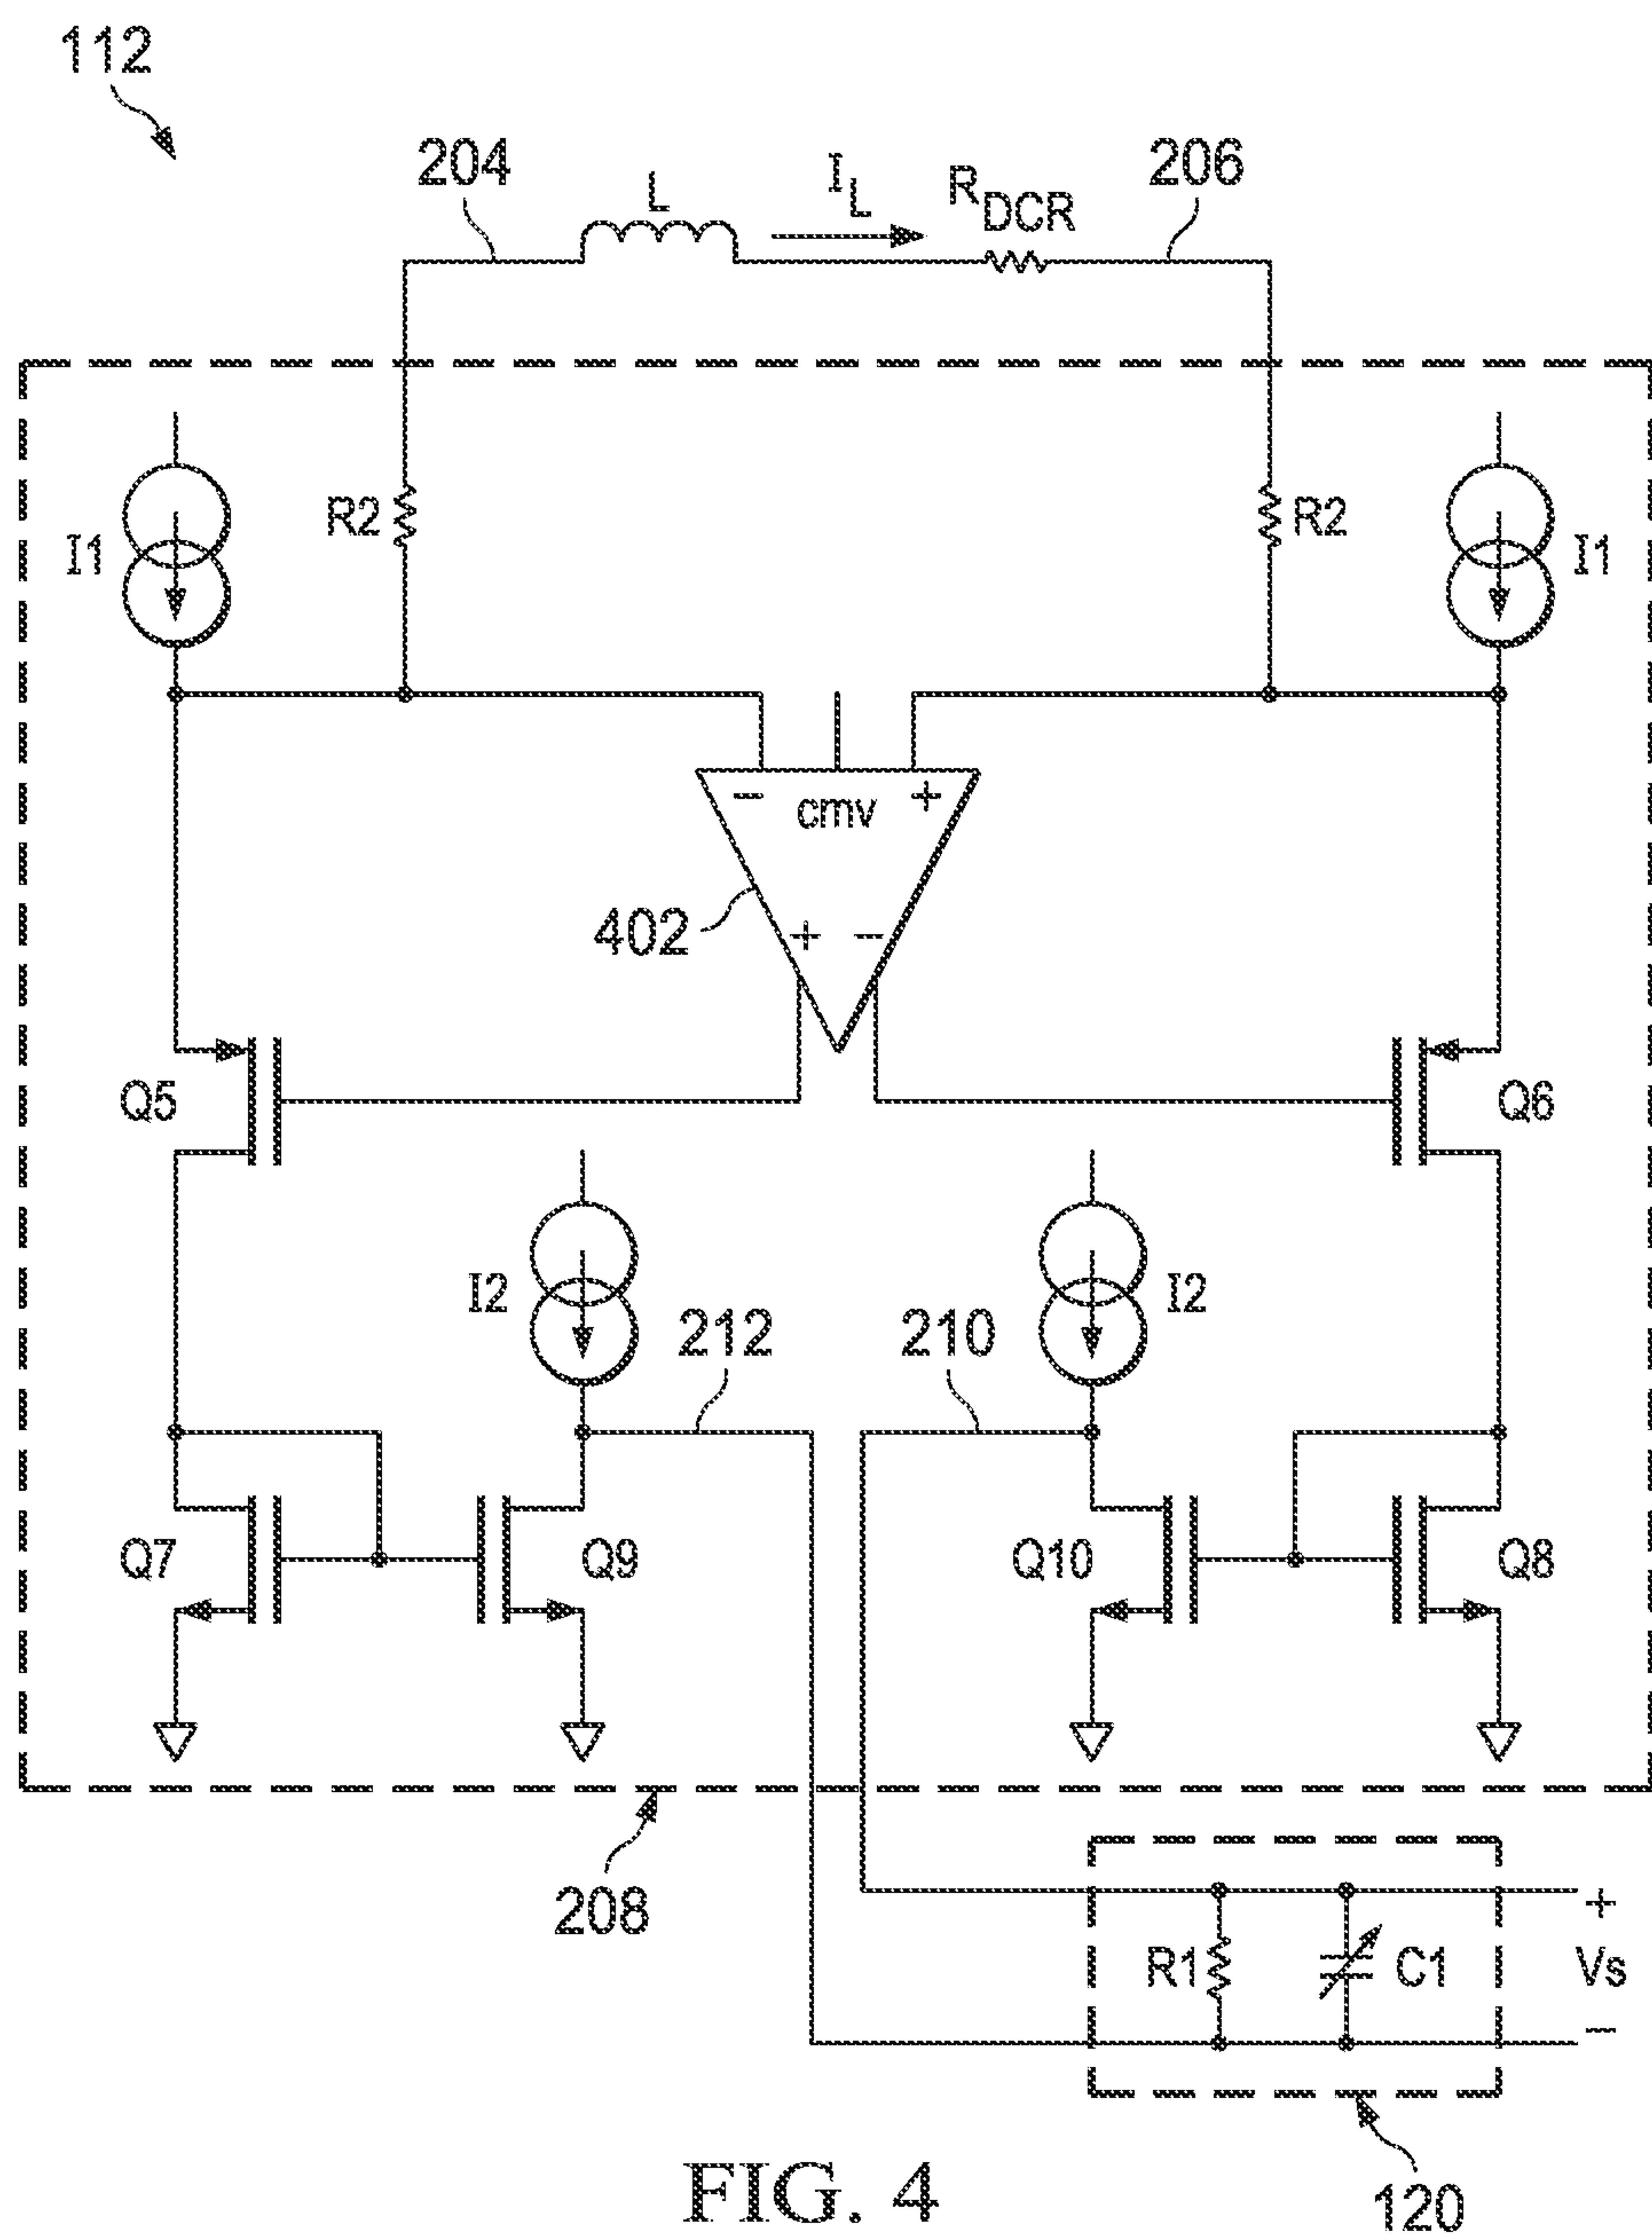 112
204
L
I_L
R_DCR
206
I1
R2
R2
I1
− cmv +
402
+ −
Q5
Q6
I2
212
210
I2
Q7
Q9
Q10
Q8
208
+
R1
C1
Vs
−
FIG. 4
120